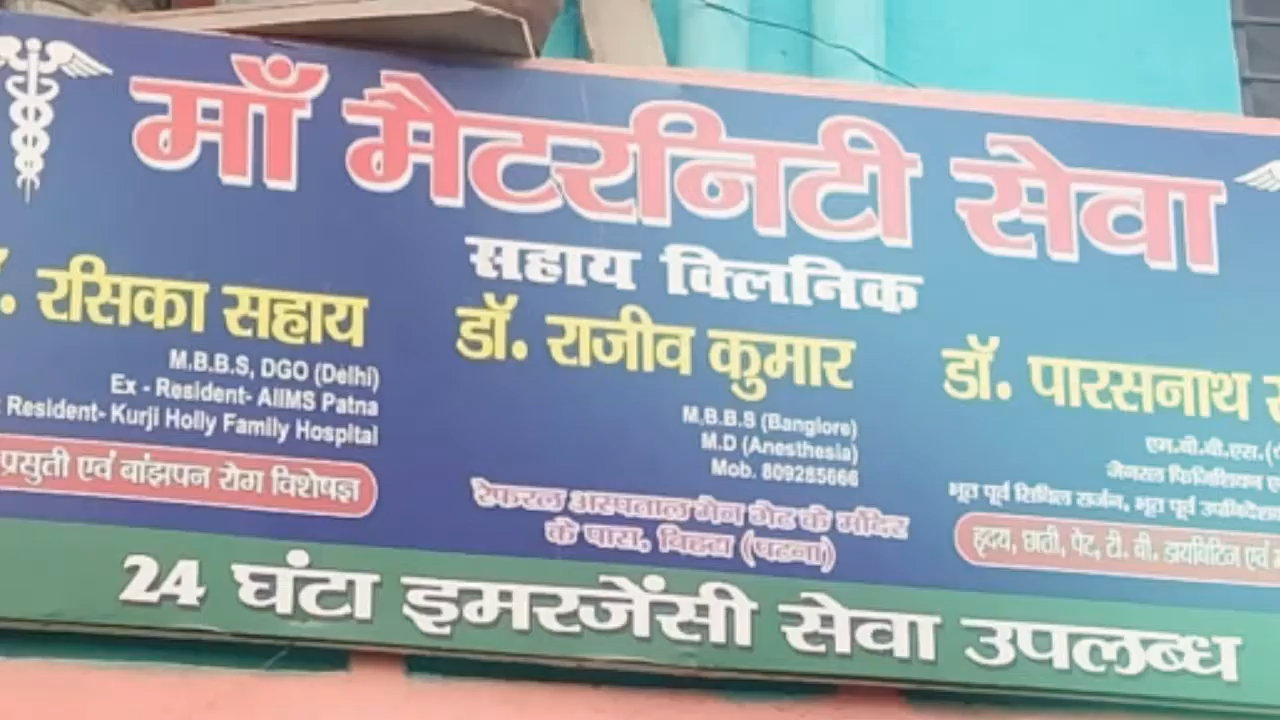 माँ मैटरनिटी सेवा
सहाय क्लिनिक
डॉ. रसिका सहाय
M.B.B.S, DGO (Delhi)
Ex - Resident- AIIMS Patna
Resident- Kurji Holly Family Hospital
प्रसुती एवं बांझपन रोग विशेषज्ञ
डॉ. राजीव कुमार
M.B.B.S (Banglore)
M.D (Anesthesia)
Mob. 809285666
रेफरल अस्पताल मेन गेट के मंदिर
के पास, बिहटा (पटना)
डॉ. पारसनाथ
एम.बी.बी.एस.
जेनरल फिजिशियन
भूत पूर्व सिविल सर्जन, भूत पूर्व
हृदय, छाती, पेट, टी. बी. डायबिटिज एवं
24 घंटा इमरजेंसी सेवा उपलब्ध